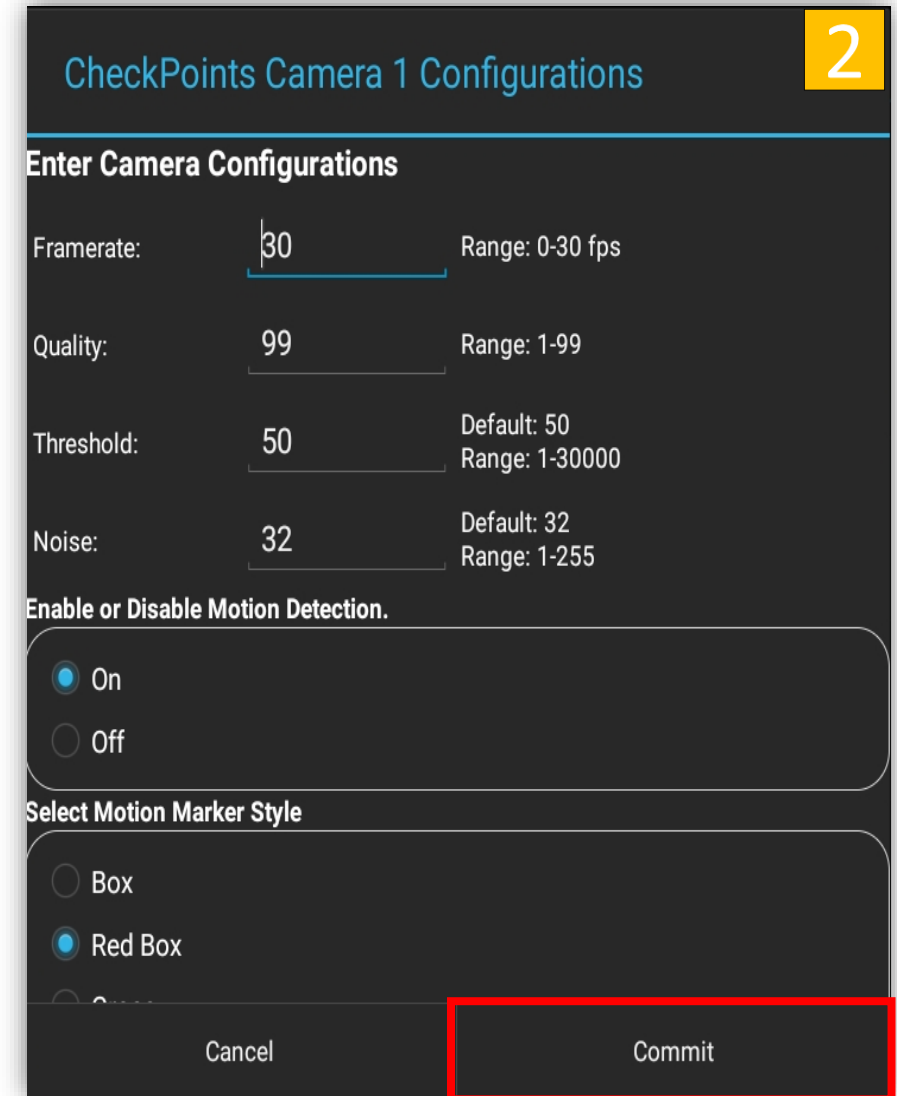 2
CheckPoints Camera 1 Configurations
Enter Camera Configurations
Framerate: 30 Range: 0-30 fps
Quality: 99 Range: 1-99
Threshold: 50 Default: 50
Range: 1-30000
Noise: 32 Default: 32
Range: 1-255
Enable or Disable Motion Detection.
On
Off
Select Motion Marker Style
Box
Red Box
Cancel Commit